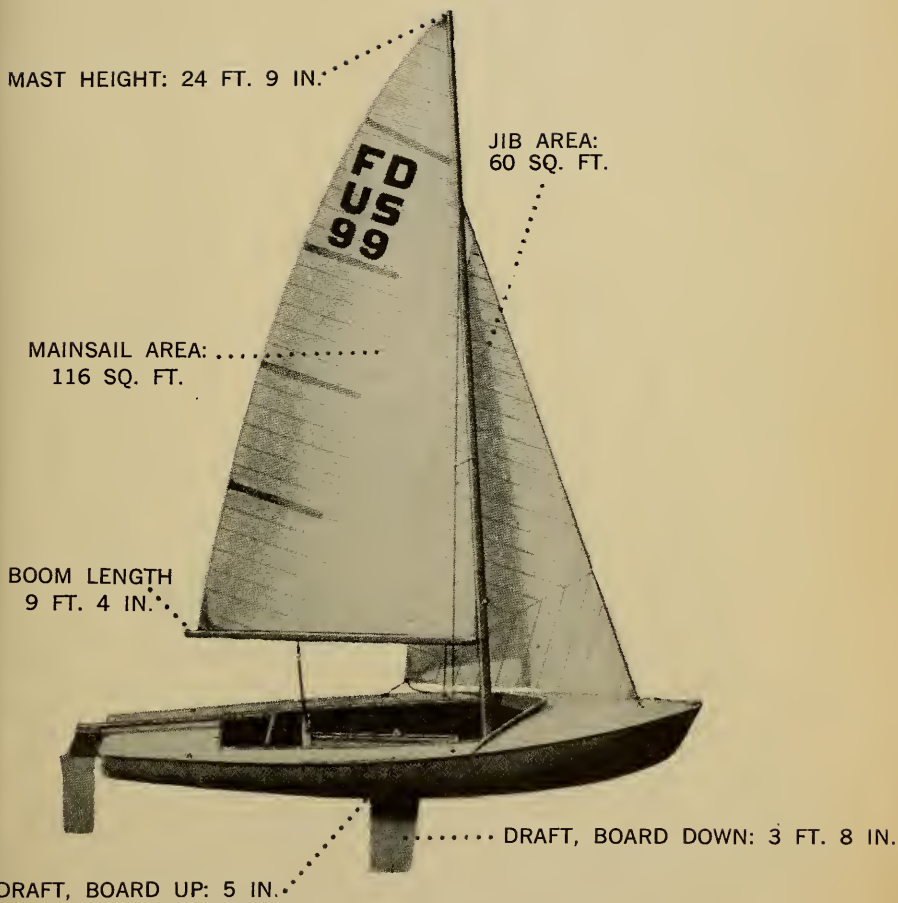 MAST HEIGHT: 24 FT. 9 IN.
JIB AREA:
60 SQ. FT.
FD
US
99
MAINSAIL AREA:
116 SQ. FT.
BOOM LENGTH
9 FT. 4 IN.
DRAFT, BOARD DOWN: 3 FT. 8 IN.
DRAFT, BOARD UP: 5 IN.